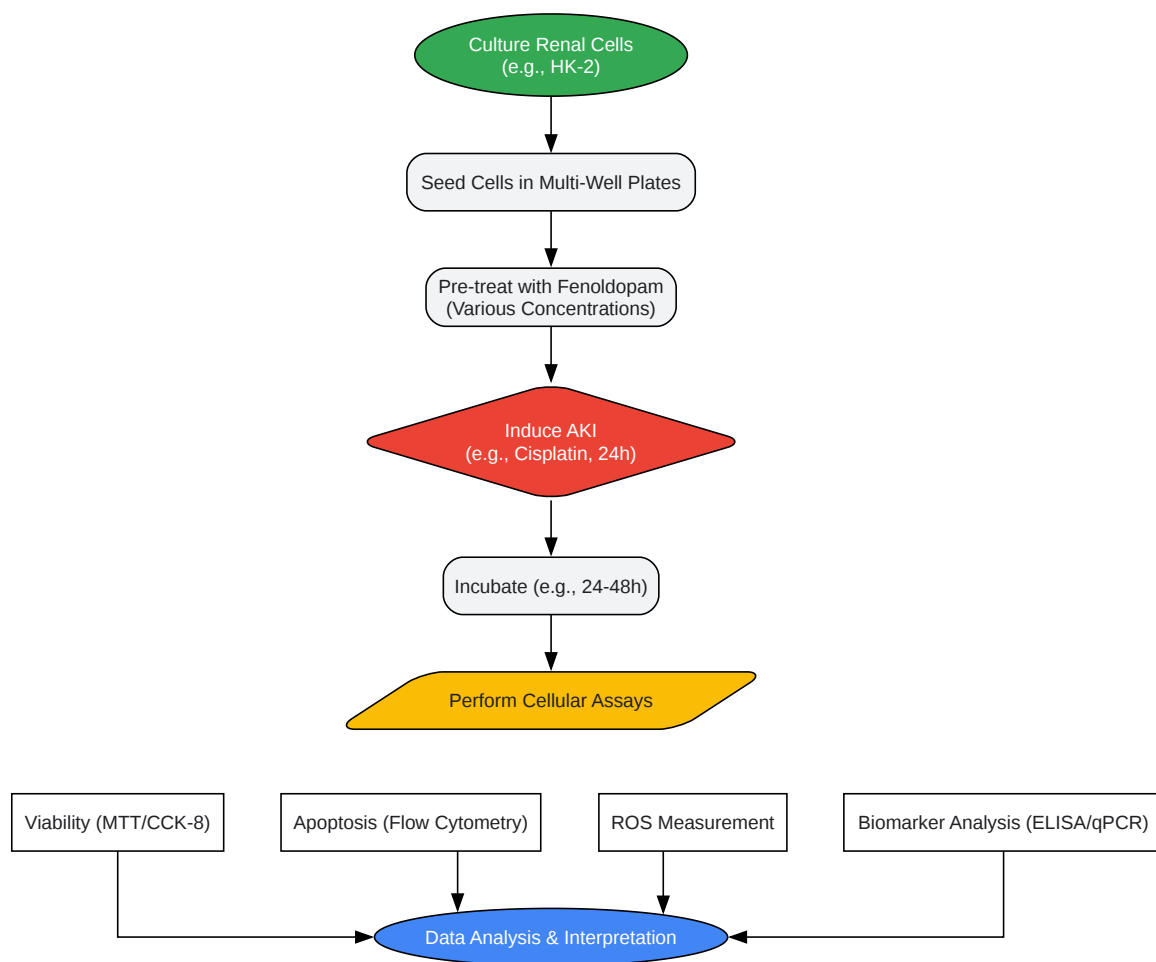 Culture Renal Cells
(e.g., HK-2)
Seed Cells in Multi-Well Plates
Pre-treat with Fenoldopam
(Various Concentrations)
Induce AKI
(e.g., Cisplatin, 24h)
Incubate (e.g., 24-48h)
Perform Cellular Assays
Viability (MTT/CCK-8)
Apoptosis (Flow Cytometry)
ROS Measurement
Biomarker Analysis (ELISA/qPCR)
Data Analysis & Interpretation